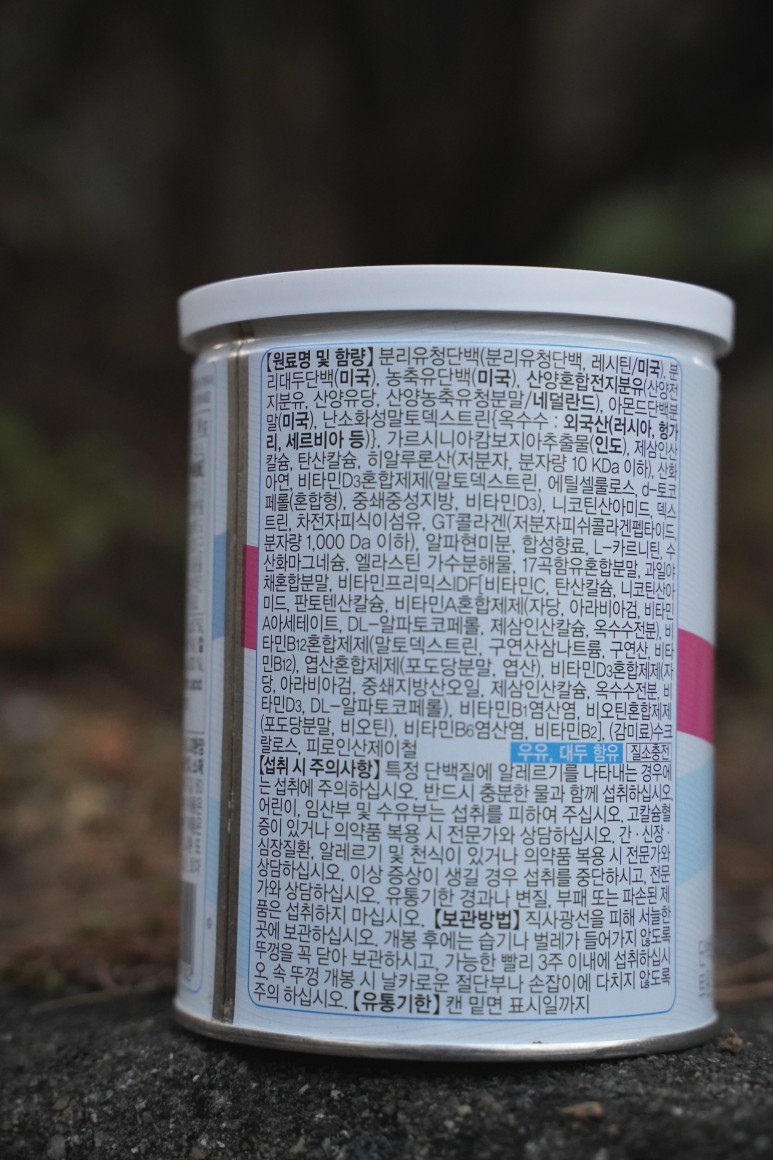 【원료명 및 함량】 분리유청단백(분리유청단백, 레시틴/미국), 분
리대두단백(미국), 농축유단백(미국), 산양혼합전지분유(산양전
지분유, 산양유당, 산양농축유청분말/네덜란드), 아몬드단백분
말(미국), 난소화성말토덱스트린{옥수수 : 외국산(러시아, 헝가
리, 세르비아 등)}, 가르시니아캄보지아추출물(인도), 제삼인산
칼슘, 탄산칼슘, 히알루론산(저분자, 분자량 10 KDa 이하), 산화
아연, 비타민D3혼합제제(말토덱스트린, 에틸셀룰로스, d-토코
페롤(혼합형), 중쇄중성지방, 비타민D3), 니코틴산아미드, 덱스
트린, 차전자피식이섬유, GT콜라겐(저분자피쉬콜라겐펩타이드,
분자량 1,000 Da 이하), 알파현미분, 합성향료, L-카르니틴, 수
산화마그네슘, 엘라스틴 가수분해물, 17곡함유혼합분말, 과일야
채혼합분말, 비타민프리믹스IDF[비타민C, 탄산칼슘, 니코틴산아
미드, 판토텐산칼슘, 비타민A혼합제제(자당, 아라비아검, 비타민
A아세테이트, DL-알파토코페롤, 제삼인산칼슘, 옥수수전분), 비
타민B12혼합제제(말토덱스트린, 구연산삼나트륨, 구연산, 비타
민B12), 엽산혼합제제(포도당분말, 엽산), 비타민D3혼합제제(자
당, 아라비아검, 중쇄지방산오일, 제삼인산칼슘, 옥수수전분, 비
타민D3, DL-알파토코페롤), 비타민B1염산염, 비오틴혼합제제
(포도당분말, 비오틴), 비타민B6염산염, 비타민B2], (감미료)수크
랄로스, 피로인산제이철
우유, 대두 함유 질소충전
【섭취 시 주의사항】 특정 단백질에 알레르기를 나타내는 경우에
는 섭취에 주의하십시오. 반드시 충분한 물과 함께 섭취하십시오.
어린이, 임산부 및 수유부는 섭취를 피하여 주십시오. 고칼슘혈
증이 있거나 의약품 복용 시 전문가와 상담하십시오. 간·신장·
심장질환, 알레르기 및 천식이 있거나 의약품 복용 시 전문가와
상담하십시오. 이상 증상이 생길 경우 섭취를 중단하시고, 전문
가와 상담하십시오. 유통기한 경과나 변질, 부패 또는 파손된 제
품은 섭취하지 마십시오. 【보관방법】 직사광선을 피해 서늘한
곳에 보관하십시오. 개봉 후에는 습기나 벌레가 들어가지 않도록
뚜껑을 꼭 닫아 보관하시고, 가능한 빨리 3주 이내에 섭취하십시
오. 속 뚜껑 개봉 시 날카로운 절단부나 손잡이에 다치지 않도록
주의 하십시오. 【유통기한】 캔 밑면 표시일까지